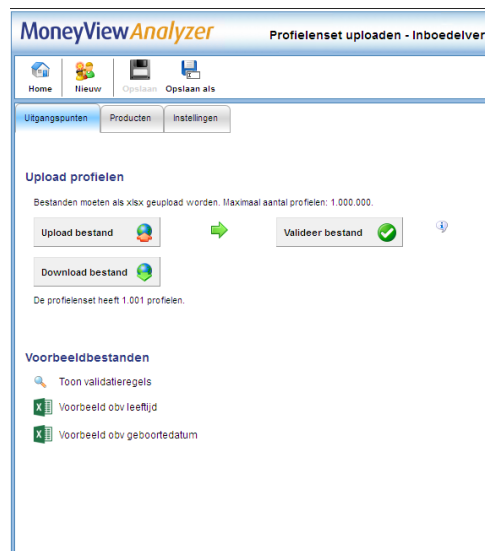 MoneyViewAnalyzer
Profielenset uploaden - Inboedelver
Home
Nieuw
Opslaan
Opslaan als
Uitgangspunten
Producten
Instellingen
Upload profielen
Bestanden moeten als xlsx geupload worden. Maximaal aantal profielen: 1.000.000.
Upload bestand
Valideer bestand
Download bestand
De profielenset heeft 1.001 profielen.
Voorbeeldbestanden
Toon validatieregels
Voorbeeld obv leeftijd
Voorbeeld obv geboortedatum